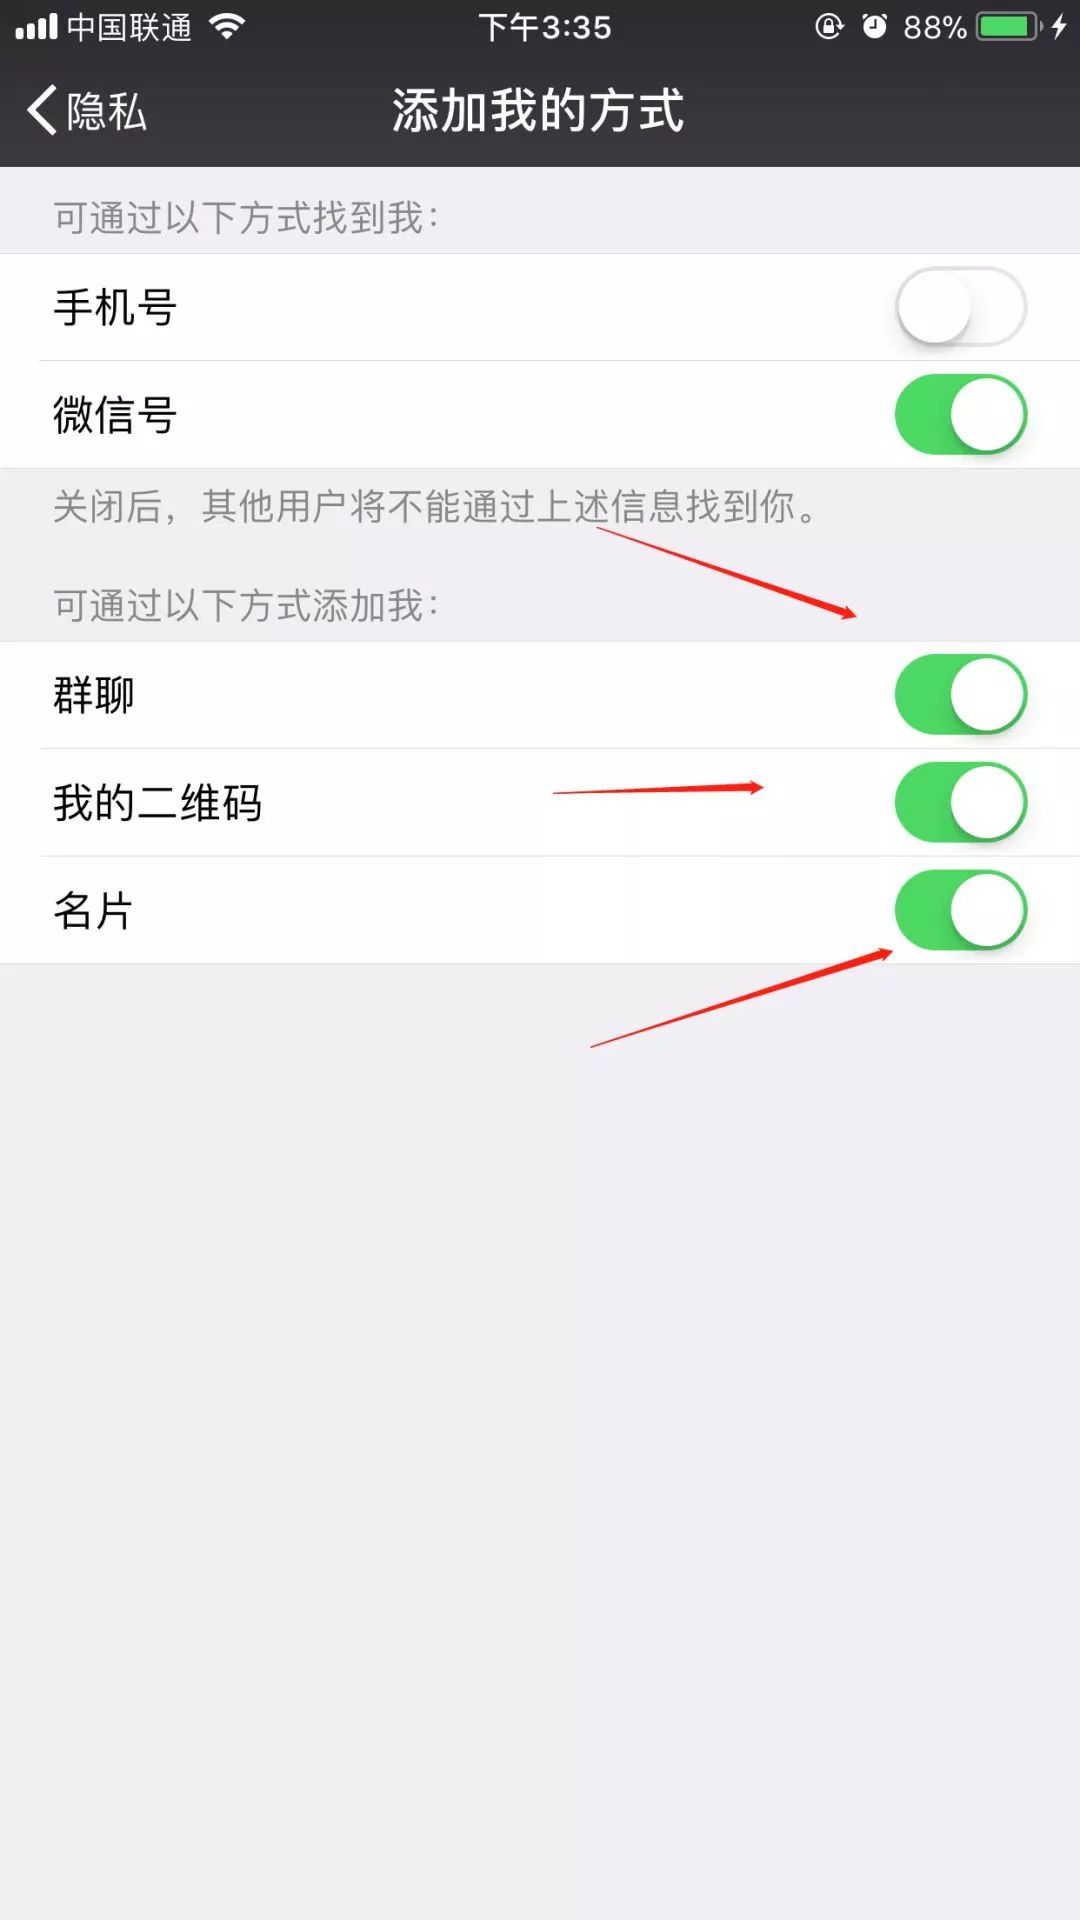 中国联通 下午3:35 88%
隐私 添加我的方式
可通过以下方式找到我:
手机号
微信号
关闭后，其他用户将不能通过上述信息找到你。
可通过以下方式添加我:
群聊
我的二维码
名片